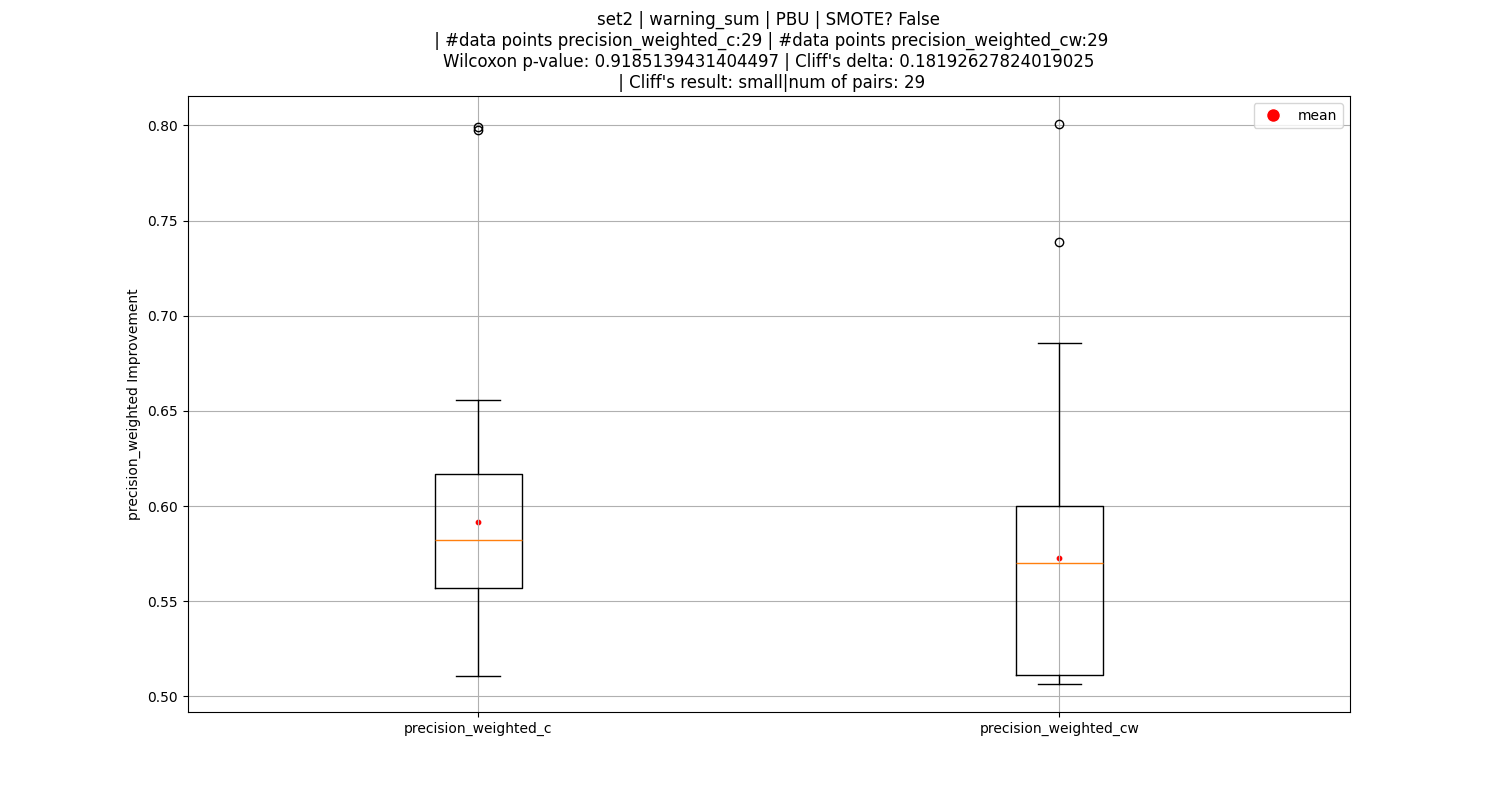 set2 | warning_sum | PBU | SMOTE? False
| #data points precision_weighted_c:29 | #data points precision_weighted_cw:29
Wilcoxon p-value: 0.9185139431404497 | Cliff's delta: 0.18192627824019025
| Cliff's result: small|num of pairs: 29
mean
0.80
0.75
0.70
0.65
0.60
0.55
0.50
precision_weighted Improvement
precision_weighted_c
precision_weighted_cw